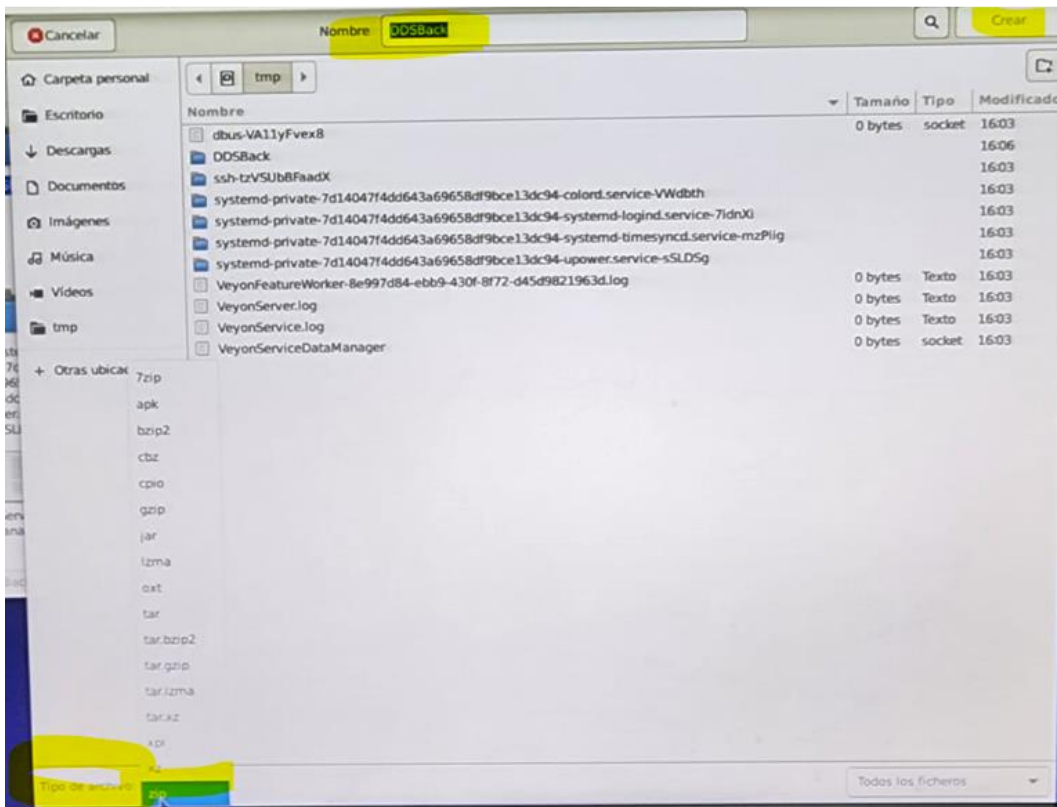 Cancelar
Nombre DDSBack
Crear
Carpeta personal
Escritorio
Descargas
Documentos
Imágenes
Música
Vídeos
tmp
+ Otras ubicac
tmp
Nombre Tamaño Tipo Modificado
dbus-VA11yFvex8 0 bytes socket 16:03
DDSBack 16:06
16:03
systemd-private-7d14047f4dd643a69658df9bce13dc94-colord.service-VWdbth 16:03
systemd-private-7d14047f4dd643a69658df9bce13dc94-systemd-logind.service-7idnXi 16:03
systemd-private-7d14047f4dd643a69658df9bce13dc94-systemd-timesyncd.service-mzPlig 16:03
systemd-private-7d14047f4dd643a69658df9bce13dc94-upower.service-sSLDSg 16:03
VeyonFeatureWorker-8e997d84-ebb9-430f-8f72-d45d9821963d.log 0 bytes Texto 16:03
VeyonServer.log 0 bytes Texto 16:03
VeyonService.log 0 bytes Texto 16:03
VeyonServiceDataManager 0 bytes socket 16:03
7zip
apk
bzip2
cbz
cpio
gzip
jar
lzma
oxt
tar
tar.bzip2
tar.gzip
tar.lzma
tar.xz
xpi
xz
Tipo de archivo: zip
Todos los ficheros